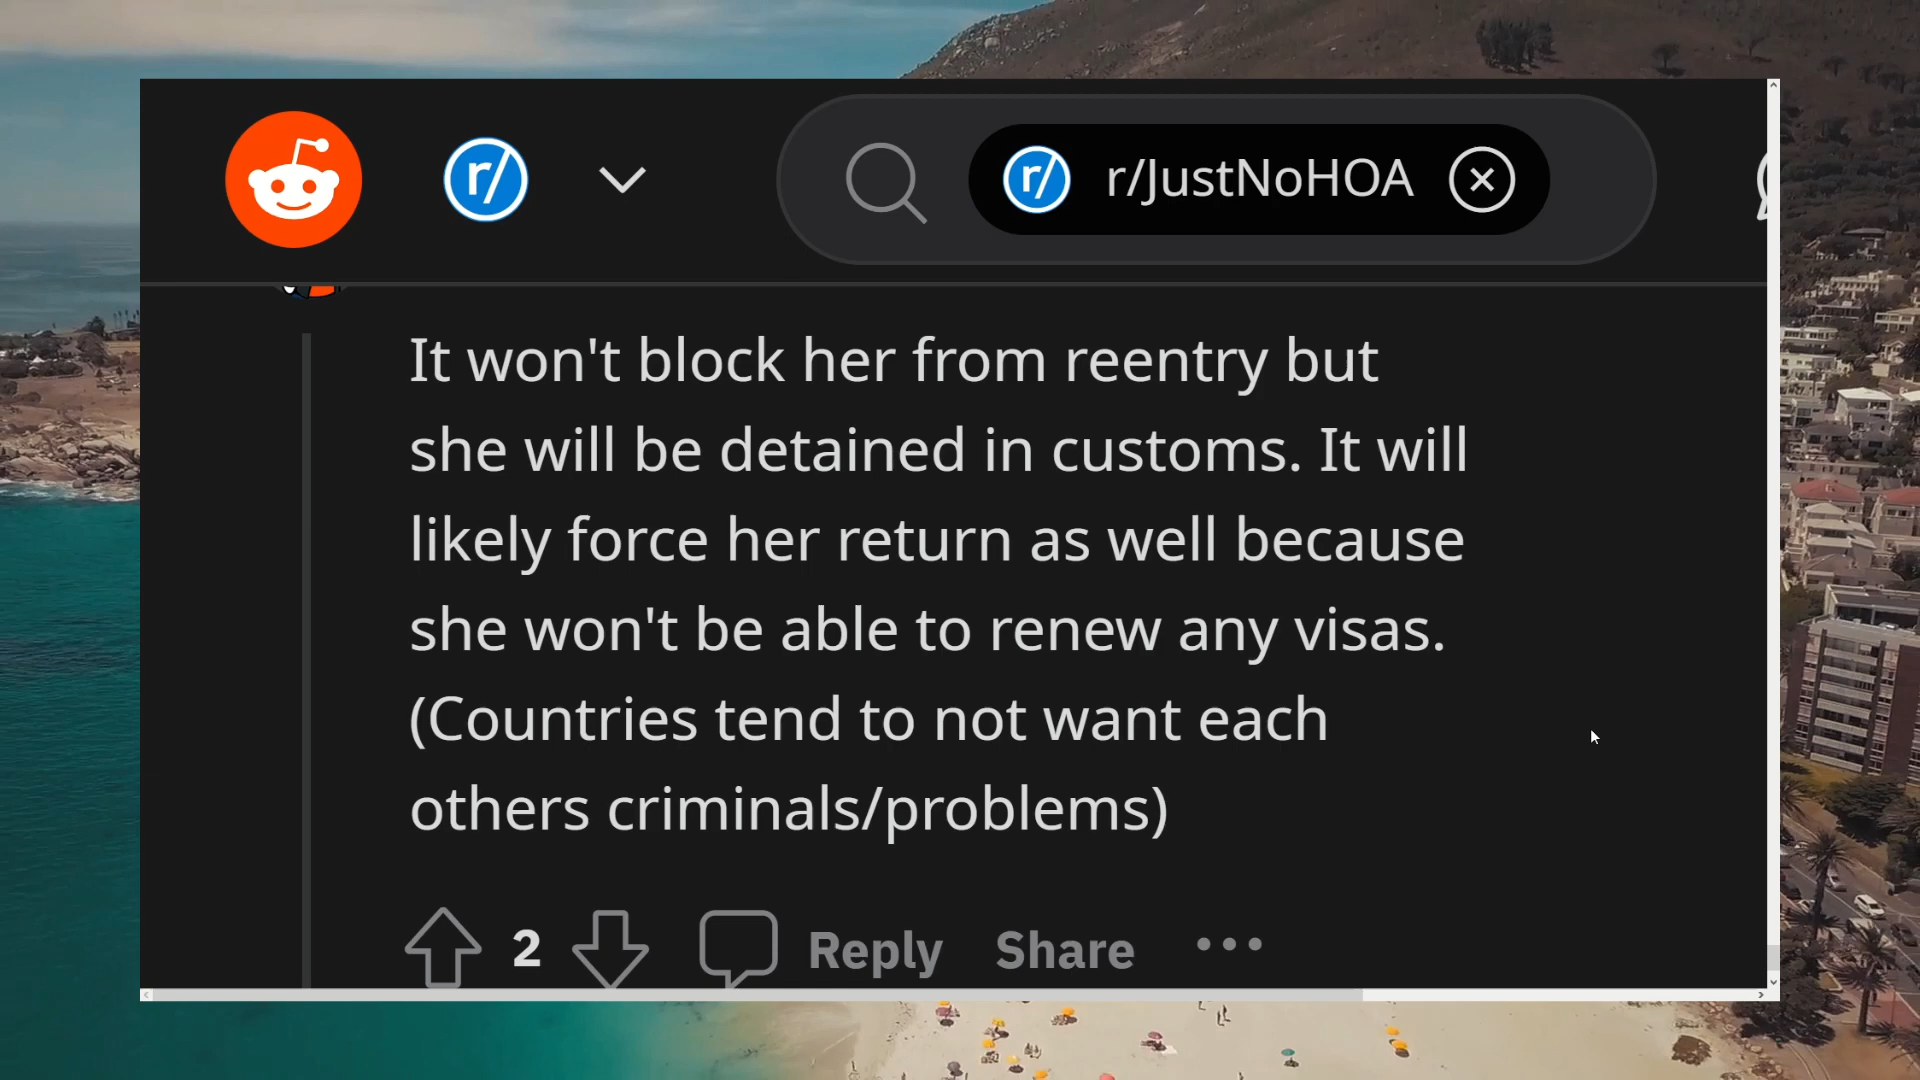 r/ r/ r/JustNoHOA
It won't block her from reentry but
she will be detained in customs. It will
likely force her return as well because
she won't be able to renew any visas.
(Countries tend to not want each
others criminals/problems)
2 Reply Share